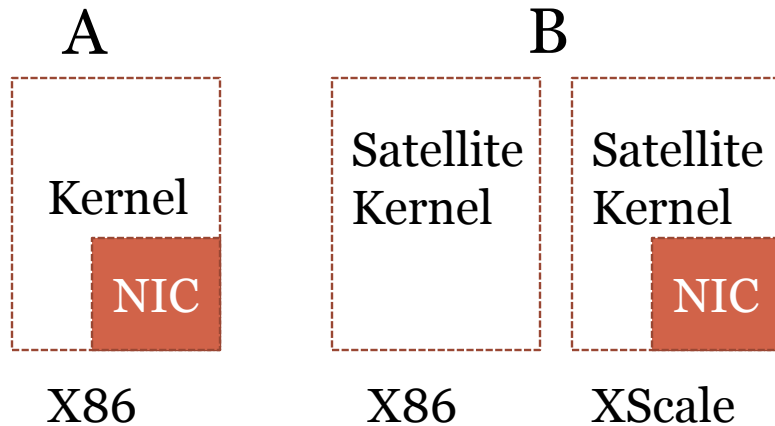 A
B
Kernel
NIC
X86
Satellite
Kernel
X86
Satellite
Kernel
NIC
XScale